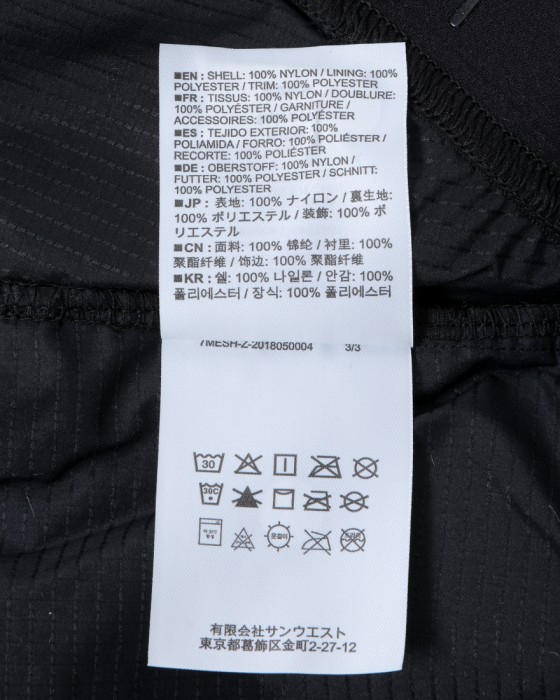 ■EN : SHELL: 100% NYLON / LINING: 100%
POLYESTER / TRIM: 100% POLYESTER
■FR : TISSUS: 100% NYLON / DOUBLURE:
100% POLYÉSTER / GARNITURE /
ACCESSOIRES: 100% POLYÉSTER
■ES : TEJIDO EXTERIOR: 100%
POLIAMIDA / FORRO: 100% POLIÉSTER /
RECORTE: 100% POLIÉSTER
■DE : OBERSTOFF: 100% NYLON /
FUTTER: 100% POLYESTER / SCHNITT:
100% POLYESTER
■JP : 表地: 100% ナイロン / 裏生地:
100% ポリエステル / 装飾: 100% ポ
リエステル
■CN : 面料: 100% 锦纶 / 衬里: 100%
聚酯纤维 / 饰边: 100% 聚酯纤维
■KR : 쉘: 100% 나일론 / 안감: 100%
폴리에스터 / 장식: 100% 폴리에스터
7MESH-Z-2018050004 3/3
30
30C
有限会社サンウエスト
東京都葛飾区金町2-27-12